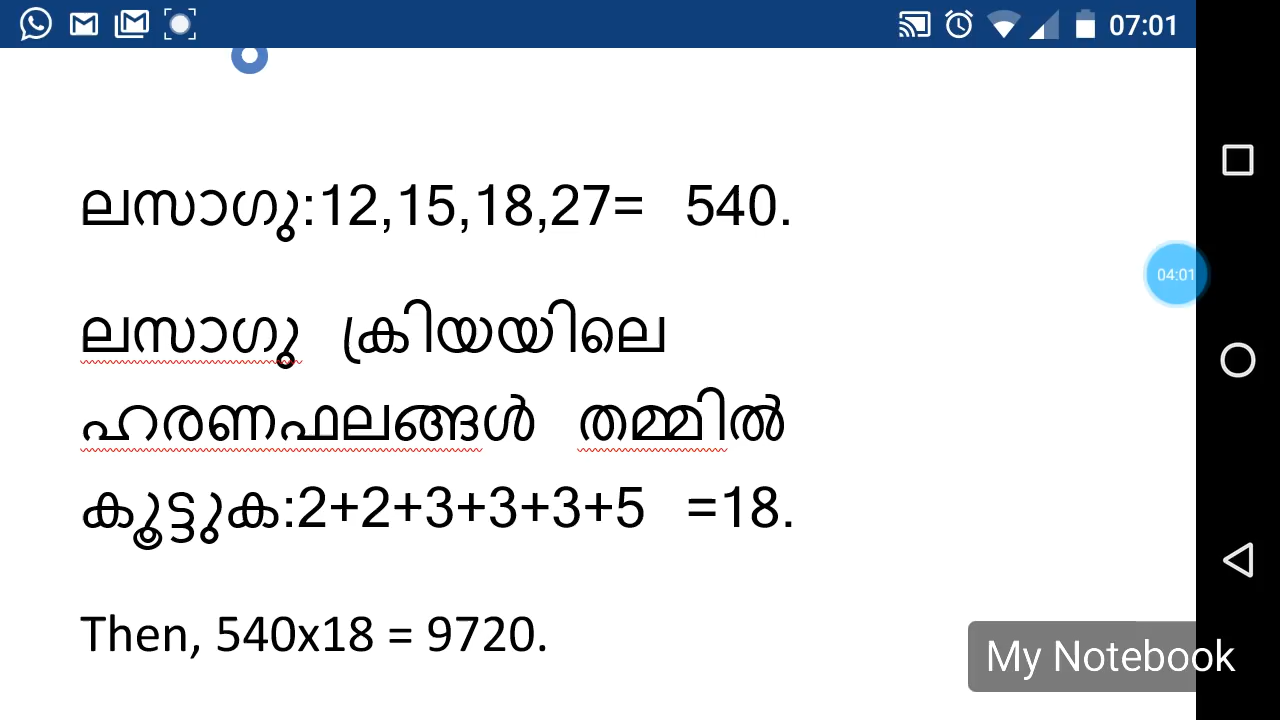 07:01
ലസാഗു:12,15,18,27= 540.
04:01
ലസാഗു ക്രിയയിലെ
ഹരണഫലങ്ങൾ തമ്മിൽ
കൂട്ടുക:2+2+3+3+3+5 =18.
Then, 540x18 = 9720.
My Notebook